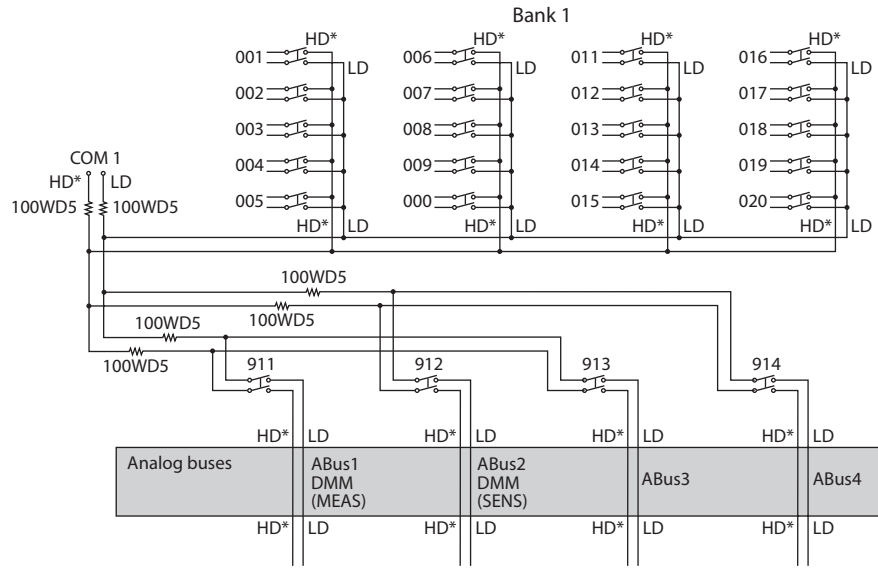 Bank 1
HD* HD* HD* HD*
001 LD 006 LD 011 LD 016 LD
002 007 012 017
003 008 013 018
COM 1
004 009 014 019
HD* LD
005 000 015 020
100WD5 100WD5
HD* LD HD* LD HD* LD HD* LD
100WD5
100WD5
100WD5
100WD5
911 912 913 914
HD* LD HD* LD HD* LD HD* LD
Analog buses
ABus1
DMM
(MEAS)
ABus2
DMM
(SENS)
ABus3
ABus4
HD* LD HD* LD HD* LD HD* LD